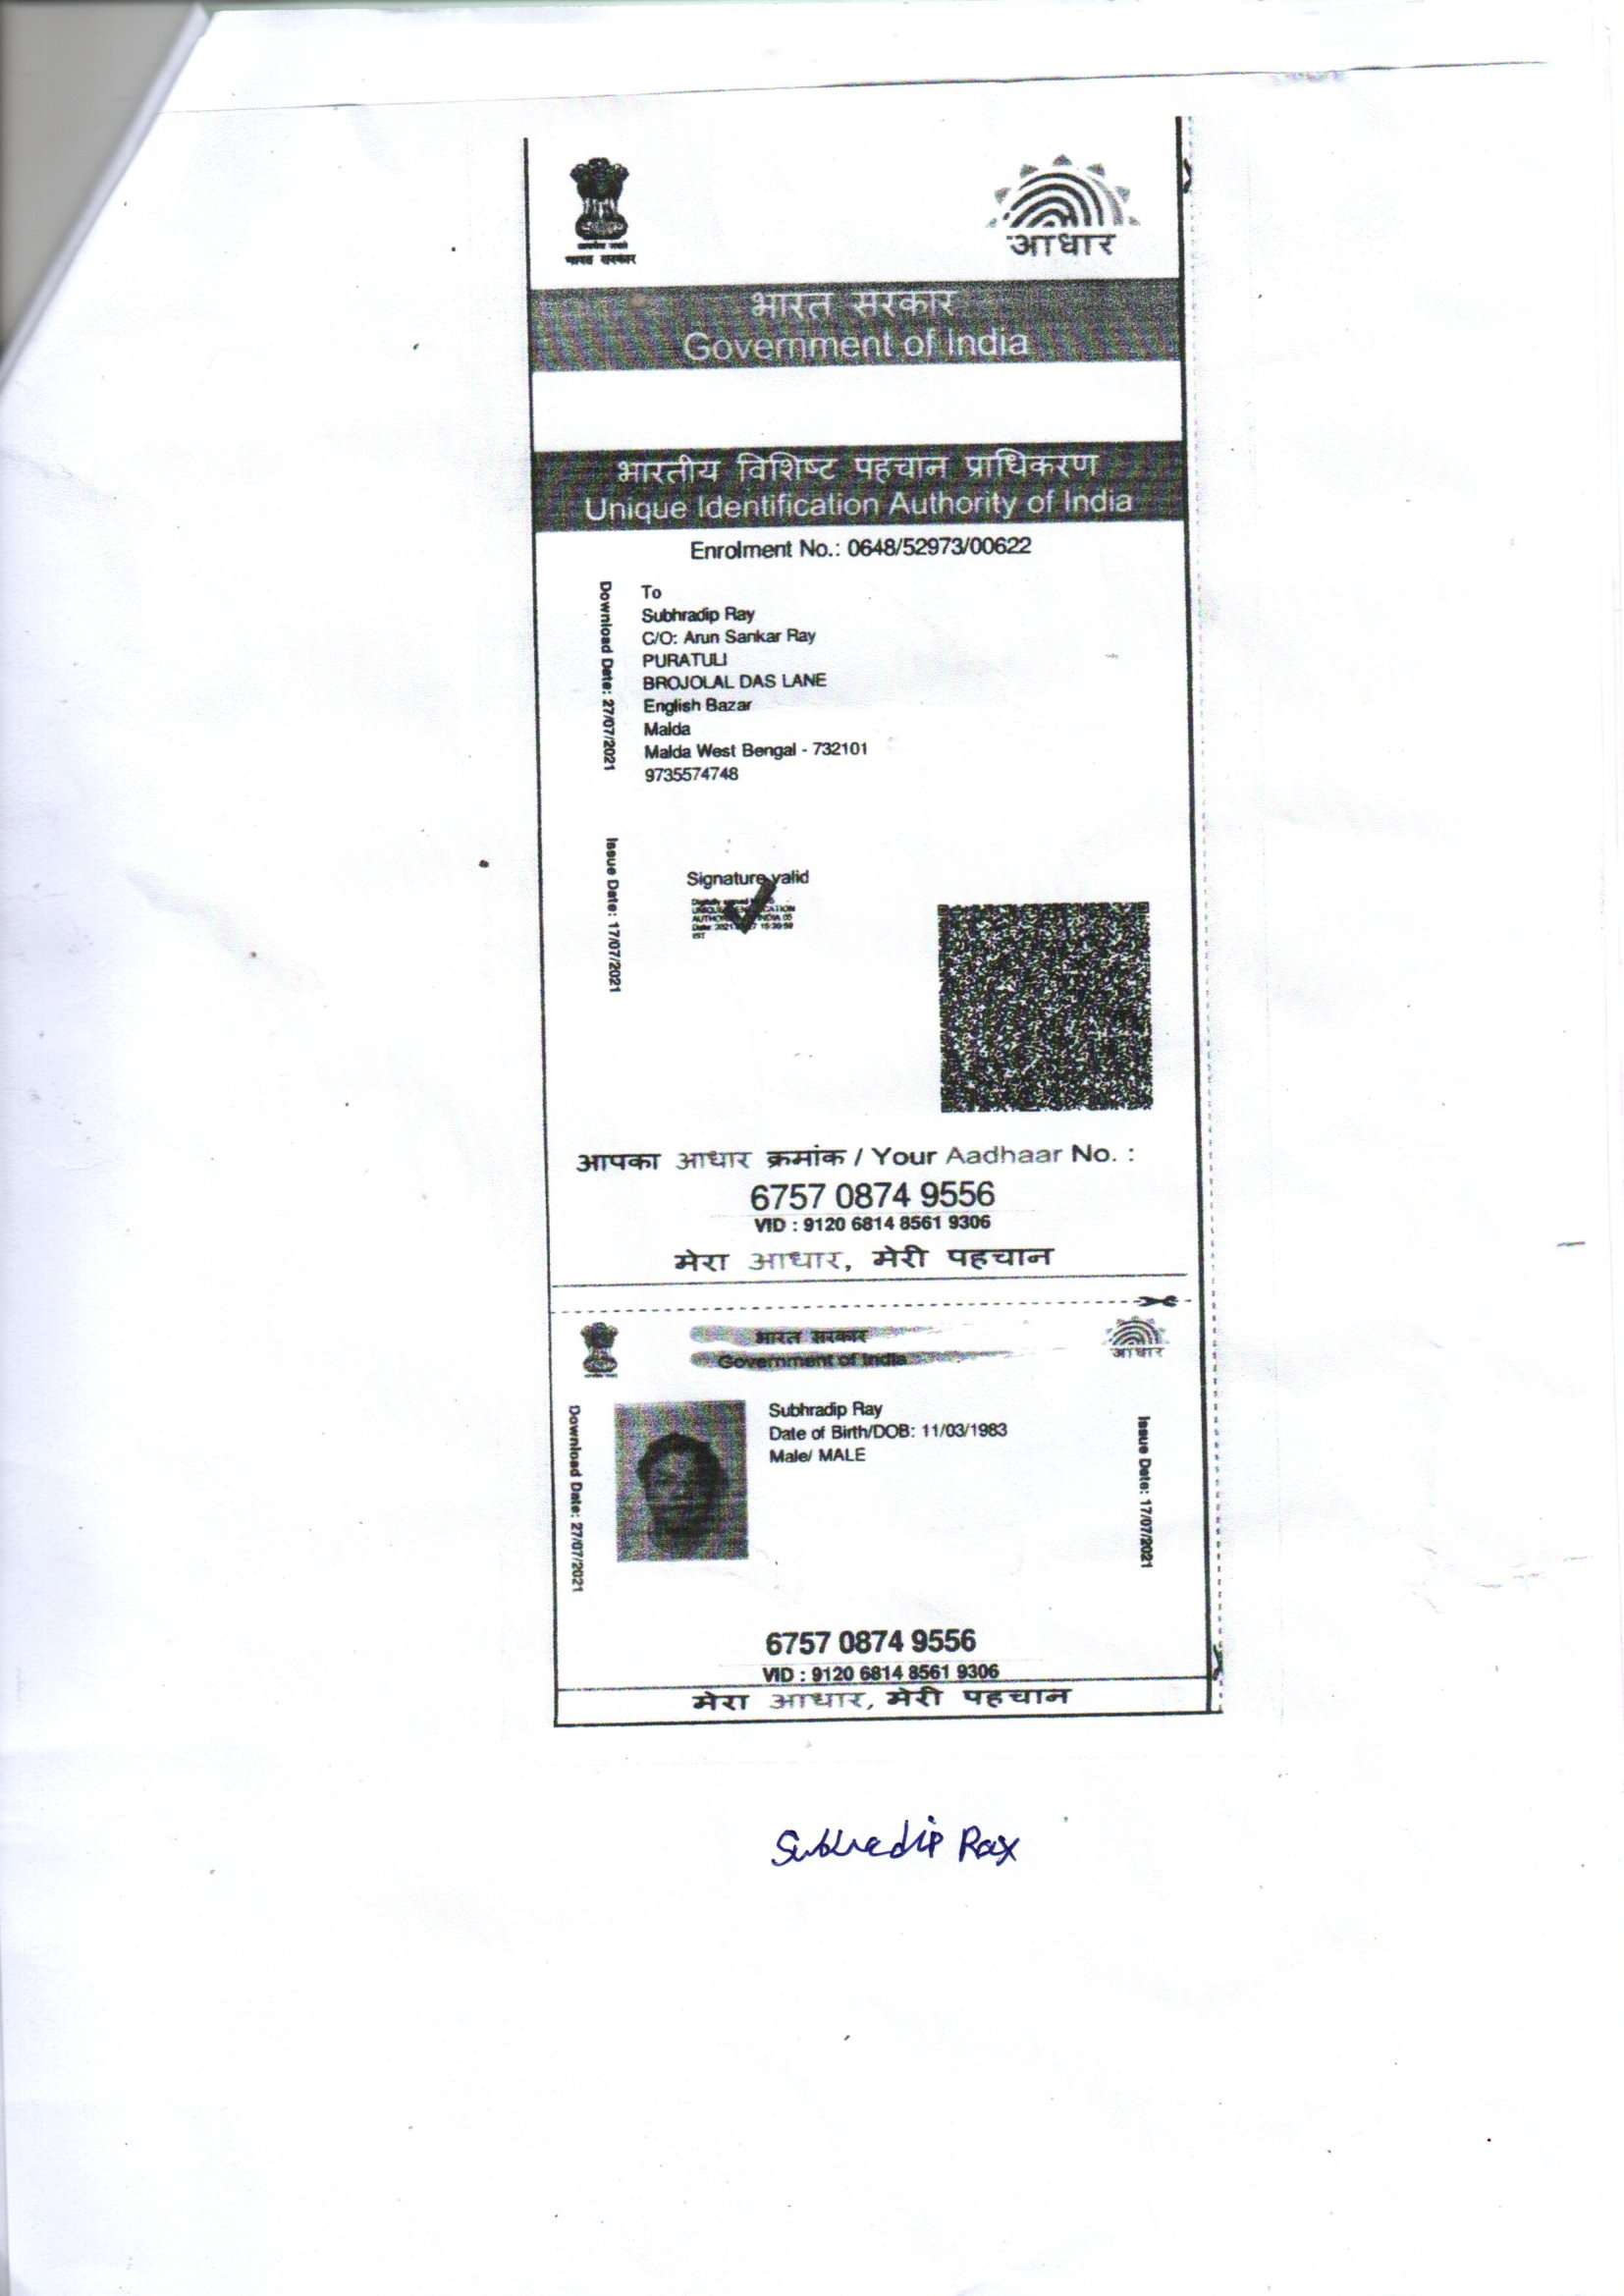 भारत सरकार
आधार
भारत सरकार
Government of India
भारतीय विशिष्ट पहचान प्राधिकरण
Unique Identification Authority of India
Enrolment No.: 0648/52973/00622
Download Date: 27/07/2021
To
Subhradip Ray
C/O: Arun Sankar Ray
PURATULI
BROJOLAL DAS LANE
English Bazar
Malda
Malda West Bengal - 732101
9735574748
Issue Date: 17/07/2021
Signature valid
आपका आधार क्रमांक / Your Aadhaar No. :
6757 0874 9556
VID : 9120 6814 8561 9306
मेरा आधार, मेरी पहचान
भारत सरकार
Government of India
आधार
Download Date: 27/07/2021
Subhradip Ray
Date of Birth/DOB: 11/03/1983
Male/ MALE
Issue Date: 17/07/2021
6757 0874 9556
VID : 9120 6814 8561 9306
मेरा आधार, मेरी पहचान
Subhradip Ray